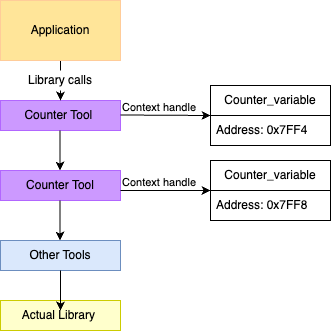 Application
Library calls
Counter Tool
Context handle
Counter_variable
Address: 0x7FF4
Counter Tool
Context handle
Counter_variable
Address: 0x7FF8
Other Tools
Actual Library